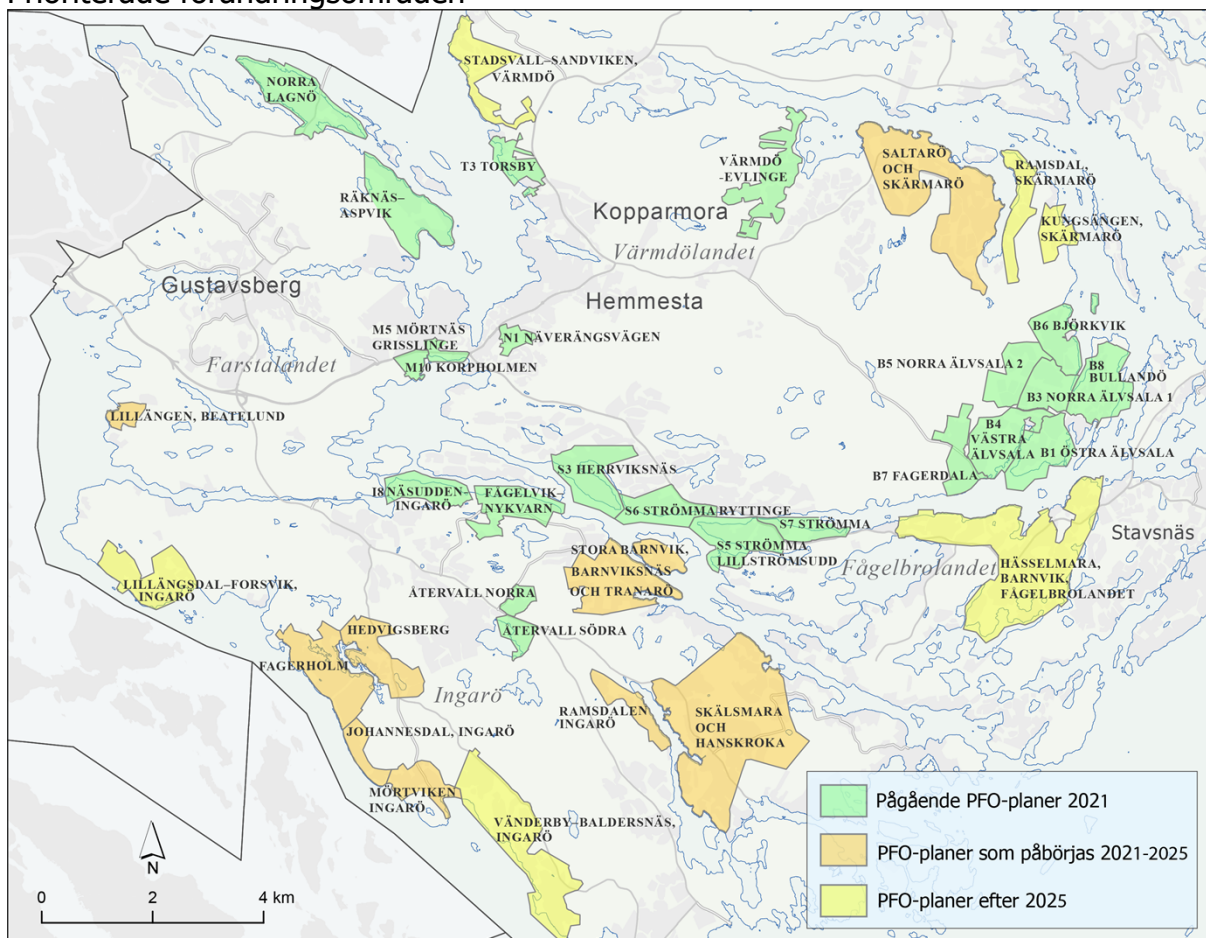 Prioriterade förändringsområden
STADSVALL–SANDVIKEN,
VÄRMDÖ
NORRA
LAGNÖ
T3 TORSBY
VÄRMDÖ
-EVLINGE
SALTARÖ
OCH
SKÄRMARÖ
RAMSDAL,
SKÄRMARÖ
RÄKNÄS–
ASPVIK
KUNGSÄNGEN,
SKÄRMARÖ
Kopparmora
Värmdölandet
Gustavsberg
Hemmesta
M5 MÖRTNÄS
GRISSLINGE
N1 NÄVERÄNGSVÄGEN
M10 KORPHOLMEN
Farstalandet
B6 BJÖRKVIK
B5 NORRA ÄLVSALA 2
B8
BULLANDÖ
B3 NORRA ÄLVSALA 1
LILLÄNGEN, BEATELUND
B4
VÄSTRA
ÄLVSALA
B1 ÖSTRA ÄLVSALA
B7 FAGERDALA
S3 HERRVIKSNÄS
I8 NÄSUDDEN-
INGARÖ
FÅGELVIK–
NYKVARN
S6 STRÖMMA RYTTINGE
S7 STRÖMMA
S5 STRÖMMA
LILLSTRÖMSUDD
Stavsnäs
STORA BARNVIK,
BARNVIKSNÄS
OCH TRANARÖ
Fågelbrolandet
HÄSSELMARA,
BARNVIK,
FÅGELBROLANDET
LILLÄNGSDAL–FORSVIK,
INGARÖ
ÅTERVALL NORRA
ÅTERVALL SÖDRA
HEDVIGSBERG
FAGERHOLM
Ingarö
RAMSDALEN
INGARÖ
SKÄLSMARA
OCH
HANSKROKA
JOHANNESDAL, INGARÖ
MÖRTVIKEN
INGARÖ
VÄNDERBY–BALDERSNÄS,
INGARÖ
N
0 2 4 km
Pågående PFO-planer 2021
PFO-planer som påbörjas 2021-2025
PFO-planer efter 2025